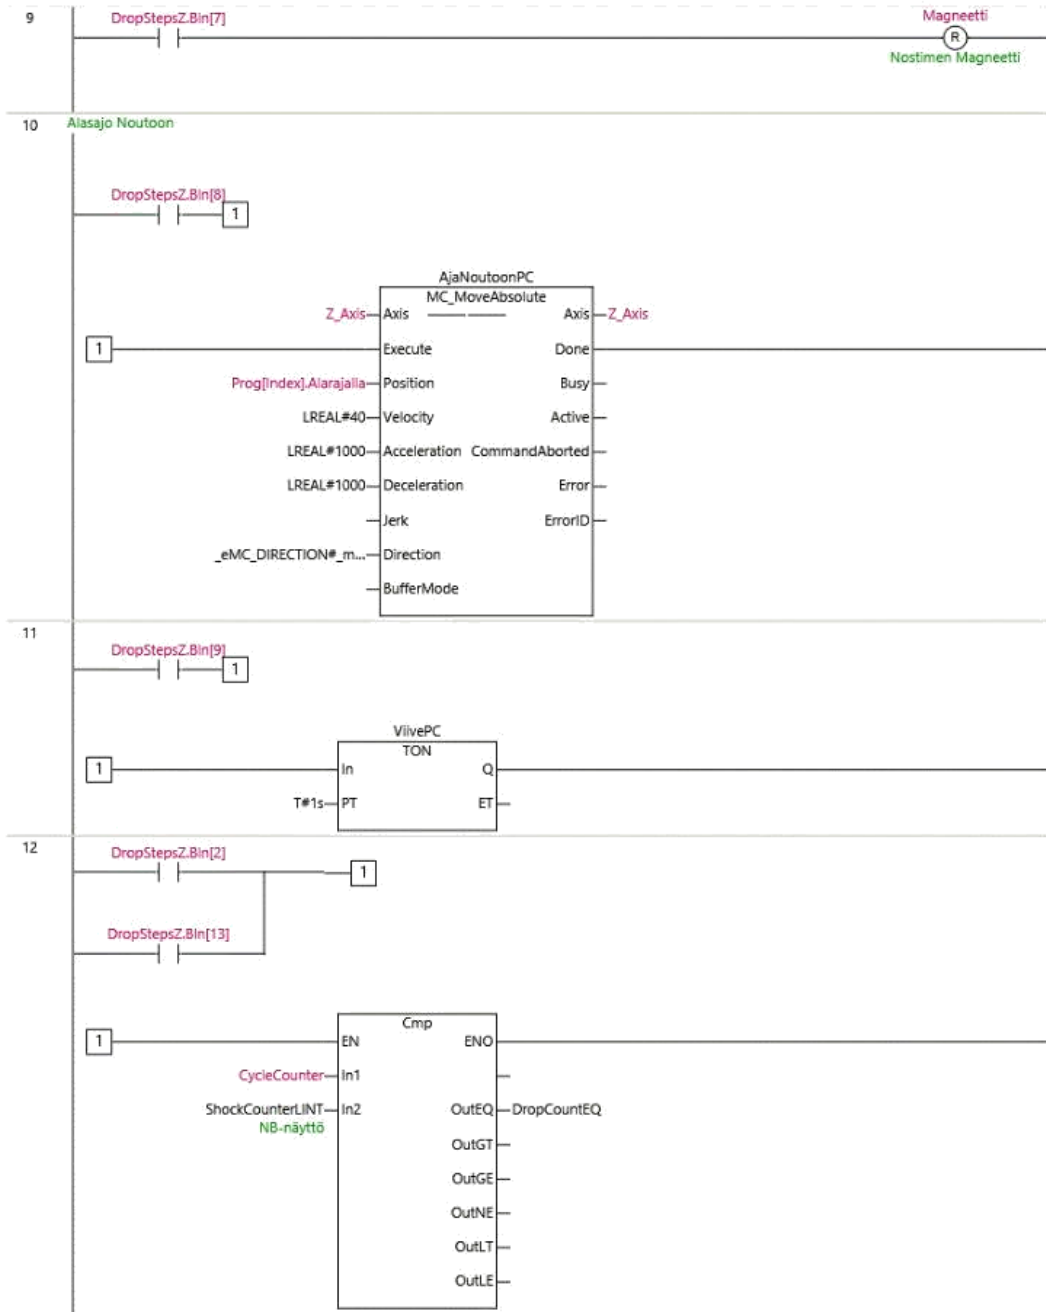 9
DropStepsZ.BIn[7]
Magneetti
R
Nostimen Magneetti
10
Alasajo Noutoon
DropStepsZ.BIn[8]
1
AjaNoutoonPC
MC_MoveAbsolute
Z_Axis Axis Axis Z_Axis
1
Execute Done
Prog[Index].Alarajalla Position Busy
LREAL#40 Velocity Active
LREAL#1000 Acceleration CommandAborted
LREAL#1000 Deceleration Error
Jerk ErrorID
_eMC_DIRECTION#_m... Direction
BufferMode
11
DropStepsZ.BIn[9]
1
ViivePC
TON
1
In Q
T#1s PT ET
12
DropStepsZ.BIn[2]
1
DropStepsZ.BIn[13]
Cmp
1
EN ENO
CycleCounter In1
ShockCounterLINT In2 OutEQ DropCountEQ
NB-näyttö
OutGT
OutGE
OutNE
OutLT
OutLE